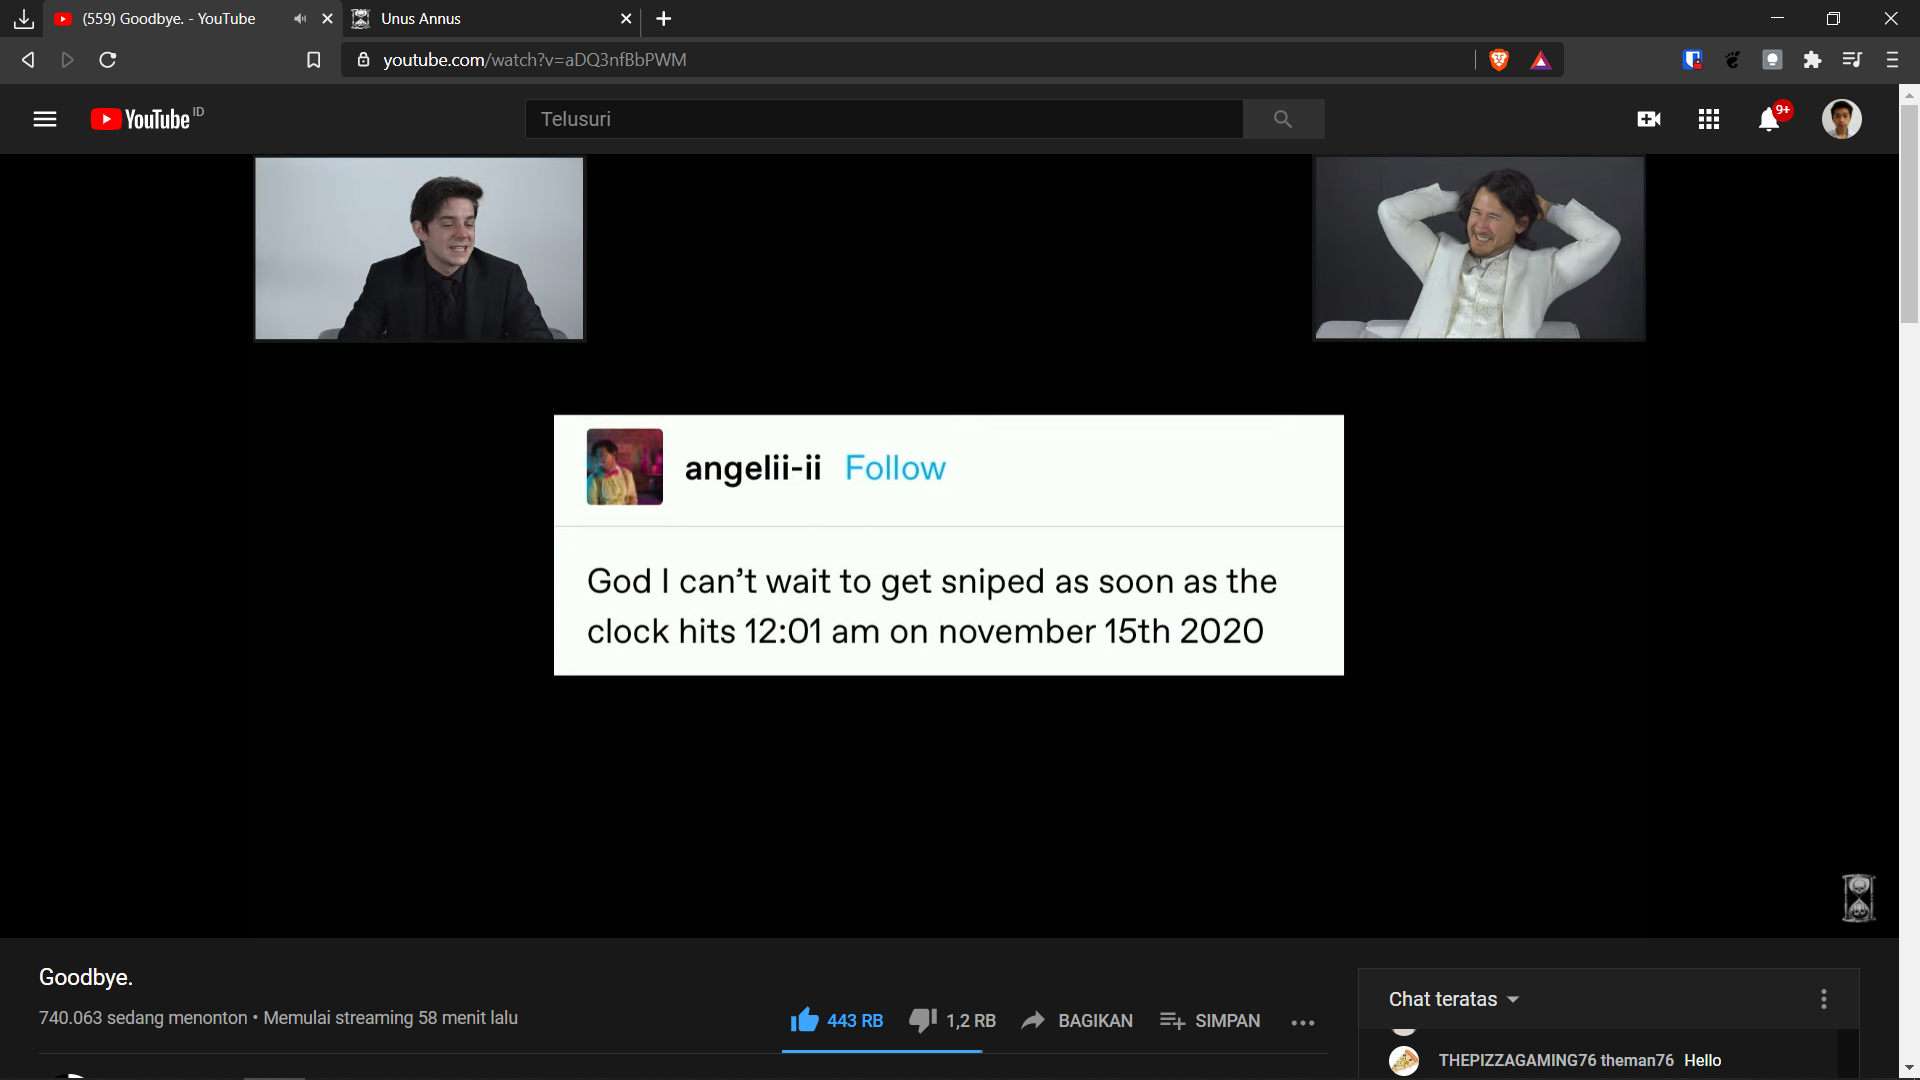 (559) Goodbye. - YouTube
Unus Annus
youtube.com/watch?v=aDQ3nfBbPWM
YouTube ID
Telusuri
9+
angelii-ii Follow
God I can't wait to get sniped as soon as the
clock hits 12:01 am on november 15th 2020
Goodbye.
740.063 sedang menonton • Memulai streaming 58 menit lalu
443 RB
1,2 RB
BAGIKAN
SIMPAN
Chat teratas
THEPIZZAGAMING76 theman76 Hello